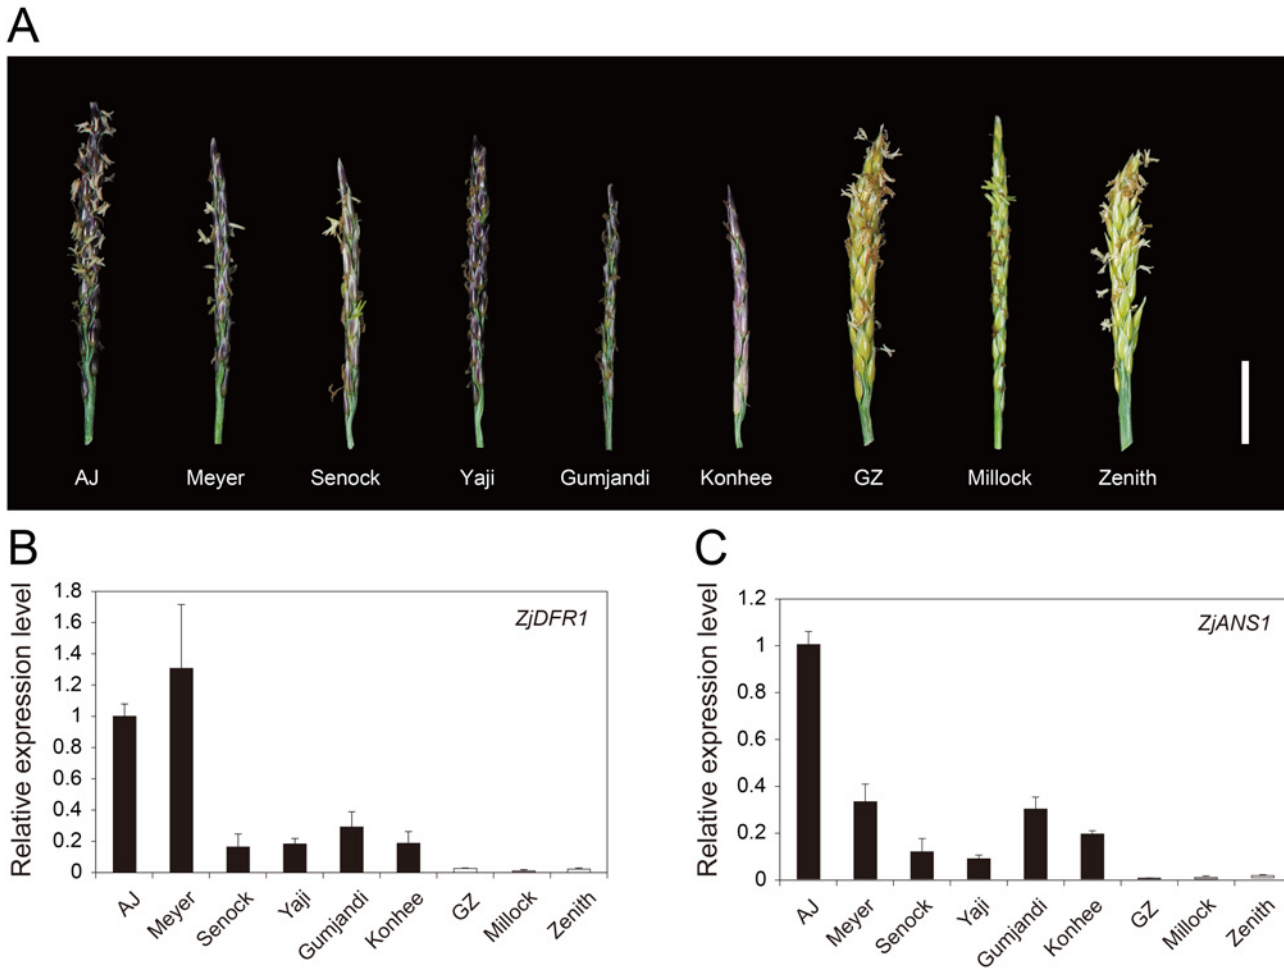 A
AJ Meyer Senock Yaji Gumjandi Konhee GZ Millock Zenith
B
Relative expression level
1.8
1.6
1.4
1.2
1
0.8
0.6
0.4
0.2
0
ZjDFR1
AJ Meyer Senock Yaji Gumjandi Konhee GZ Millock Zenith
C
Relative expression level
1.2
1
0.8
0.6
0.4
0.2
0
ZjANS1
AJ Meyer Senock Yaji Gumjandi Konhee GZ Millock Zenith